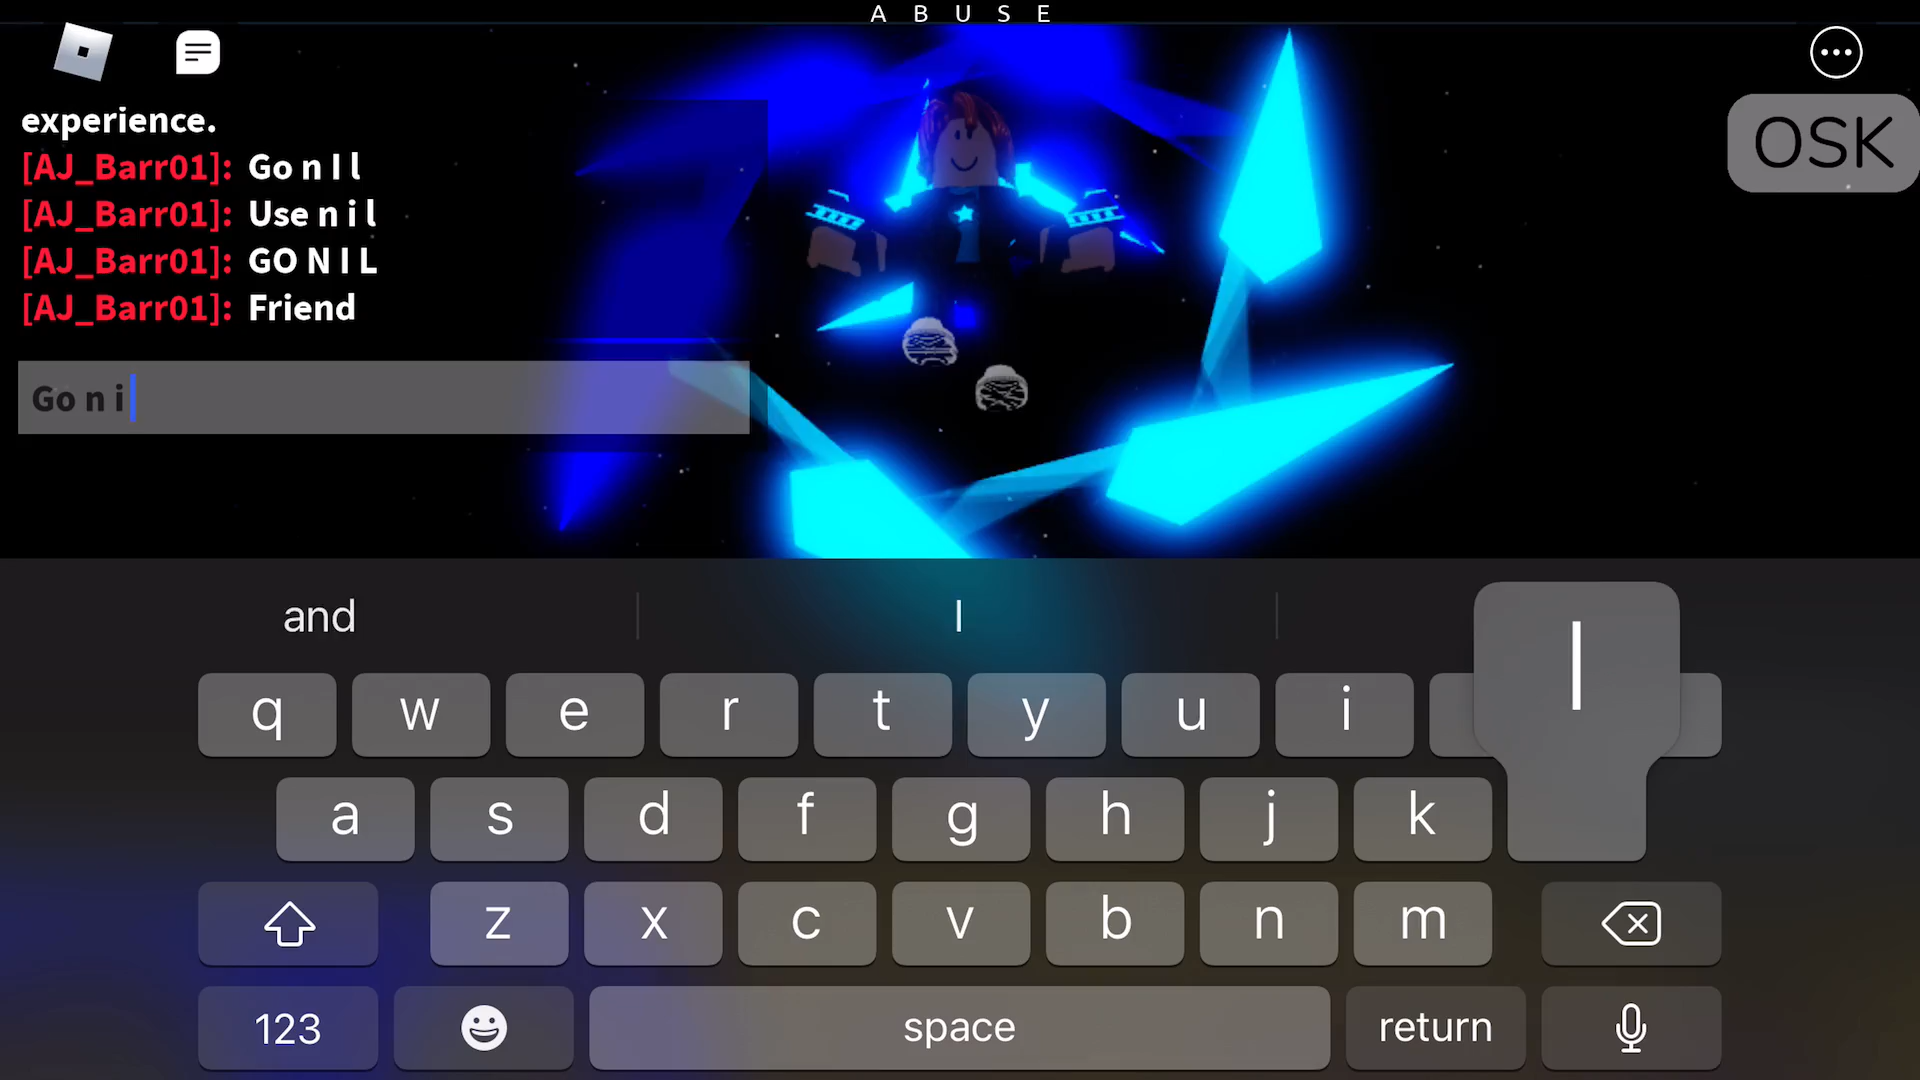 A B U S E
experience.
[AJ_Barr01]: Go n I l
[AJ_Barr01]: Use n i l
[AJ_Barr01]: GO N I L
[AJ_Barr01]: Friend
OSK
Go n i
and I
l
q w e r t y u i
a s d f g h j k
z x c v b n m
123 space return